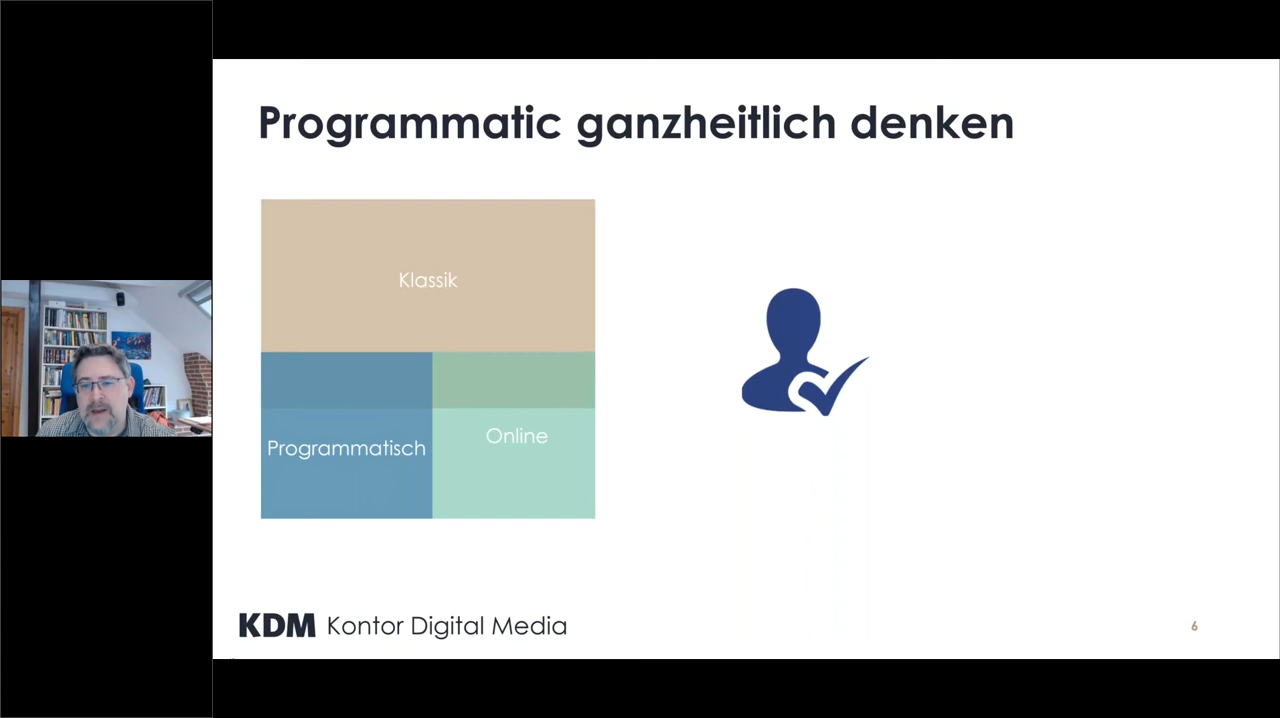 Programmatic ganzheitlich denken
Klassik
Programmatisch
Online
KDM Kontor Digital Media
6